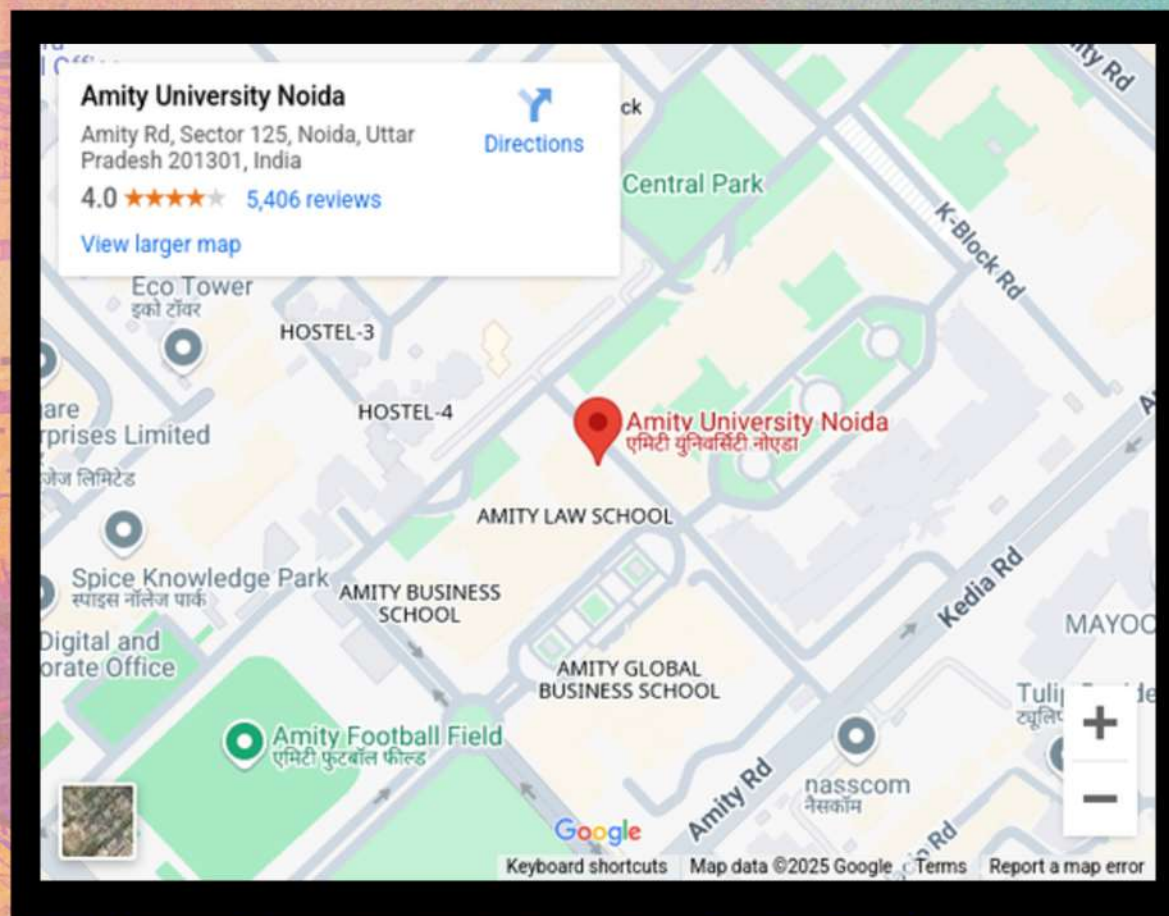 Amity University Noida
Amity Rd, Sector 125, Noida, Uttar
Pradesh 201301, India
4.0
5,406 reviews
View larger map
Directions
Central Park
K-Block Rd
Eco Tower
इको टॉवर
HOSTEL-3
HOSTEL-4
Amity University Noida
एमिटी युनिवर्सिटी नोएडा
Limited
लिमिटेड
AMITY LAW SCHOOL
Spice Knowledge Park
स्पाइस नॉलेज पार्क
AMITY BUSINESS
SCHOOL
Kedia Rd
Digital and
Office
AMITY GLOBAL
BUSINESS SCHOOL
Amity Football Field
एमिटी फुटबॉल फील्ड
Amity Rd
nasscom
नैसकॉम
Google
Keyboard shortcuts
Map data ©2025 Google
Terms
Report a map error